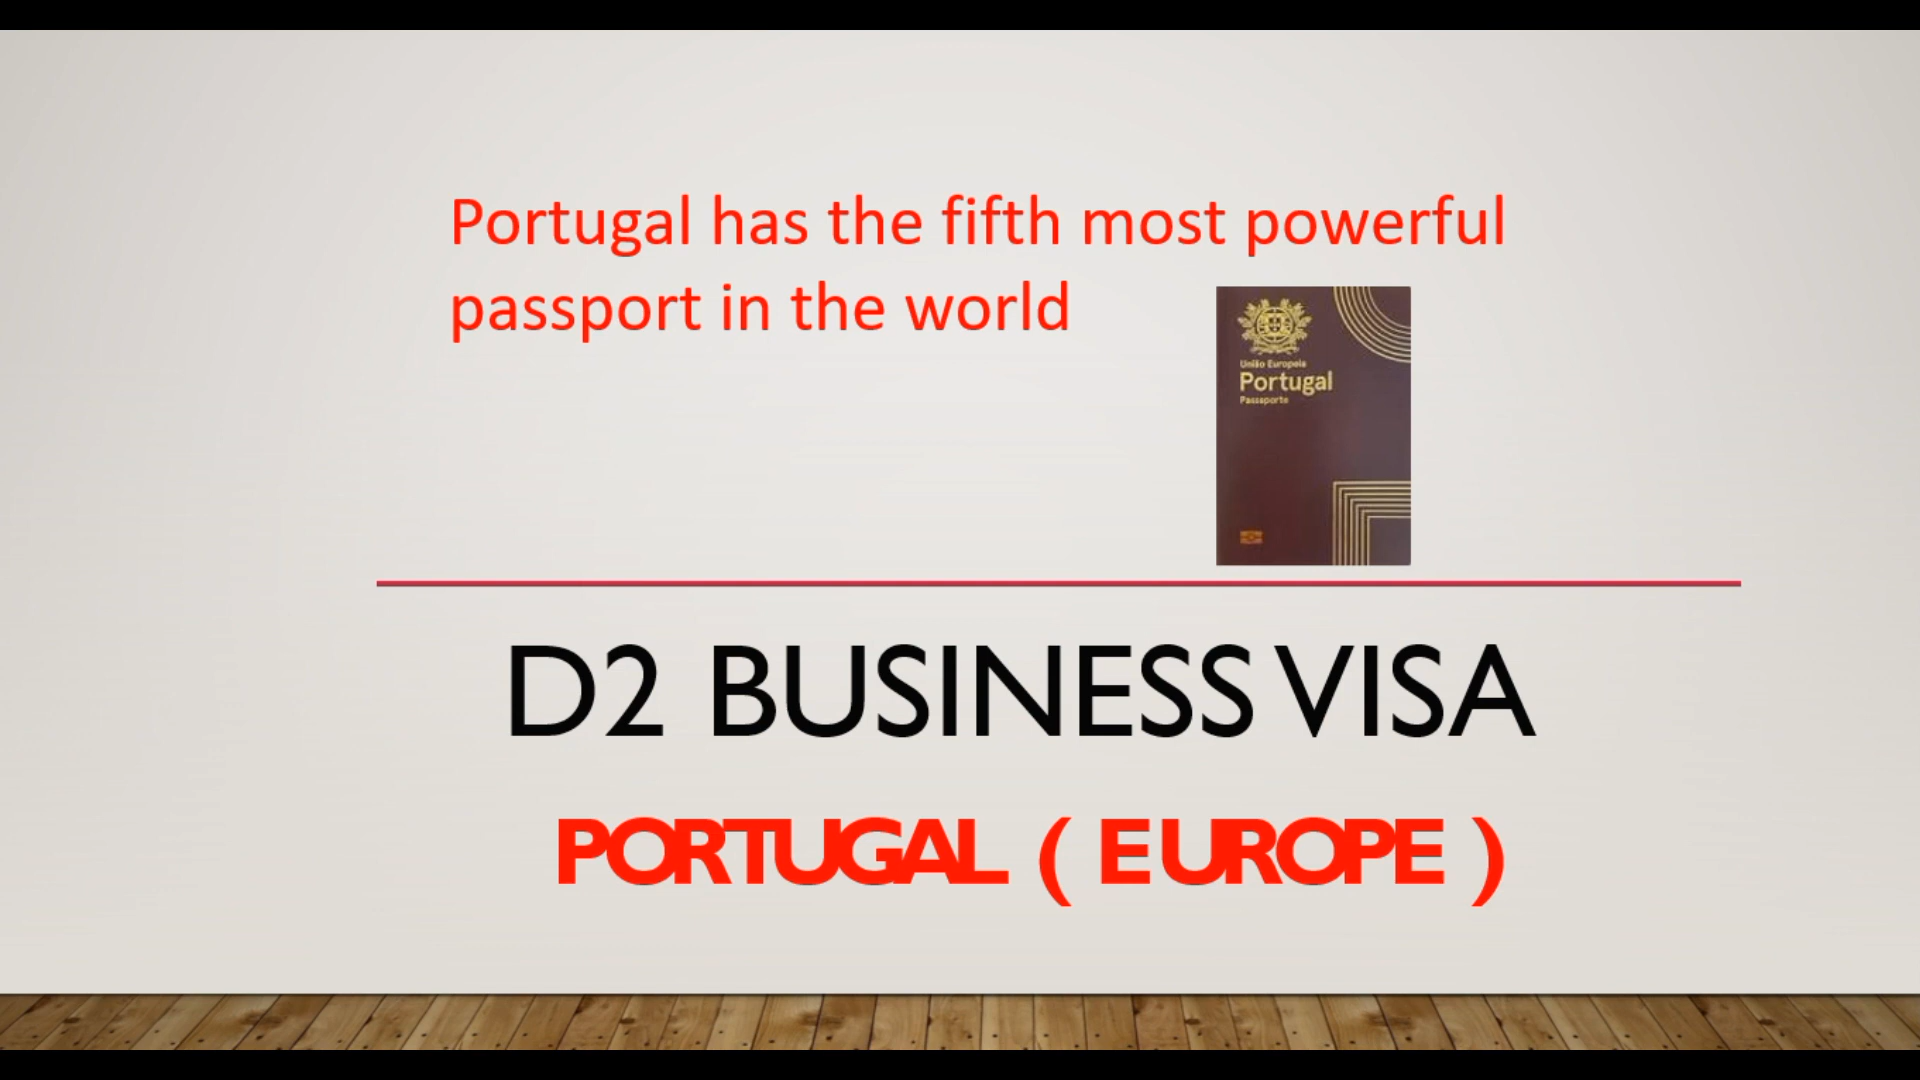 Portugal has the fifth most powerful
passport in the world
União Europeia
Portugal
Passaporte
D2 BUSINESS VISA
PORTUGAL ( EUROPE )